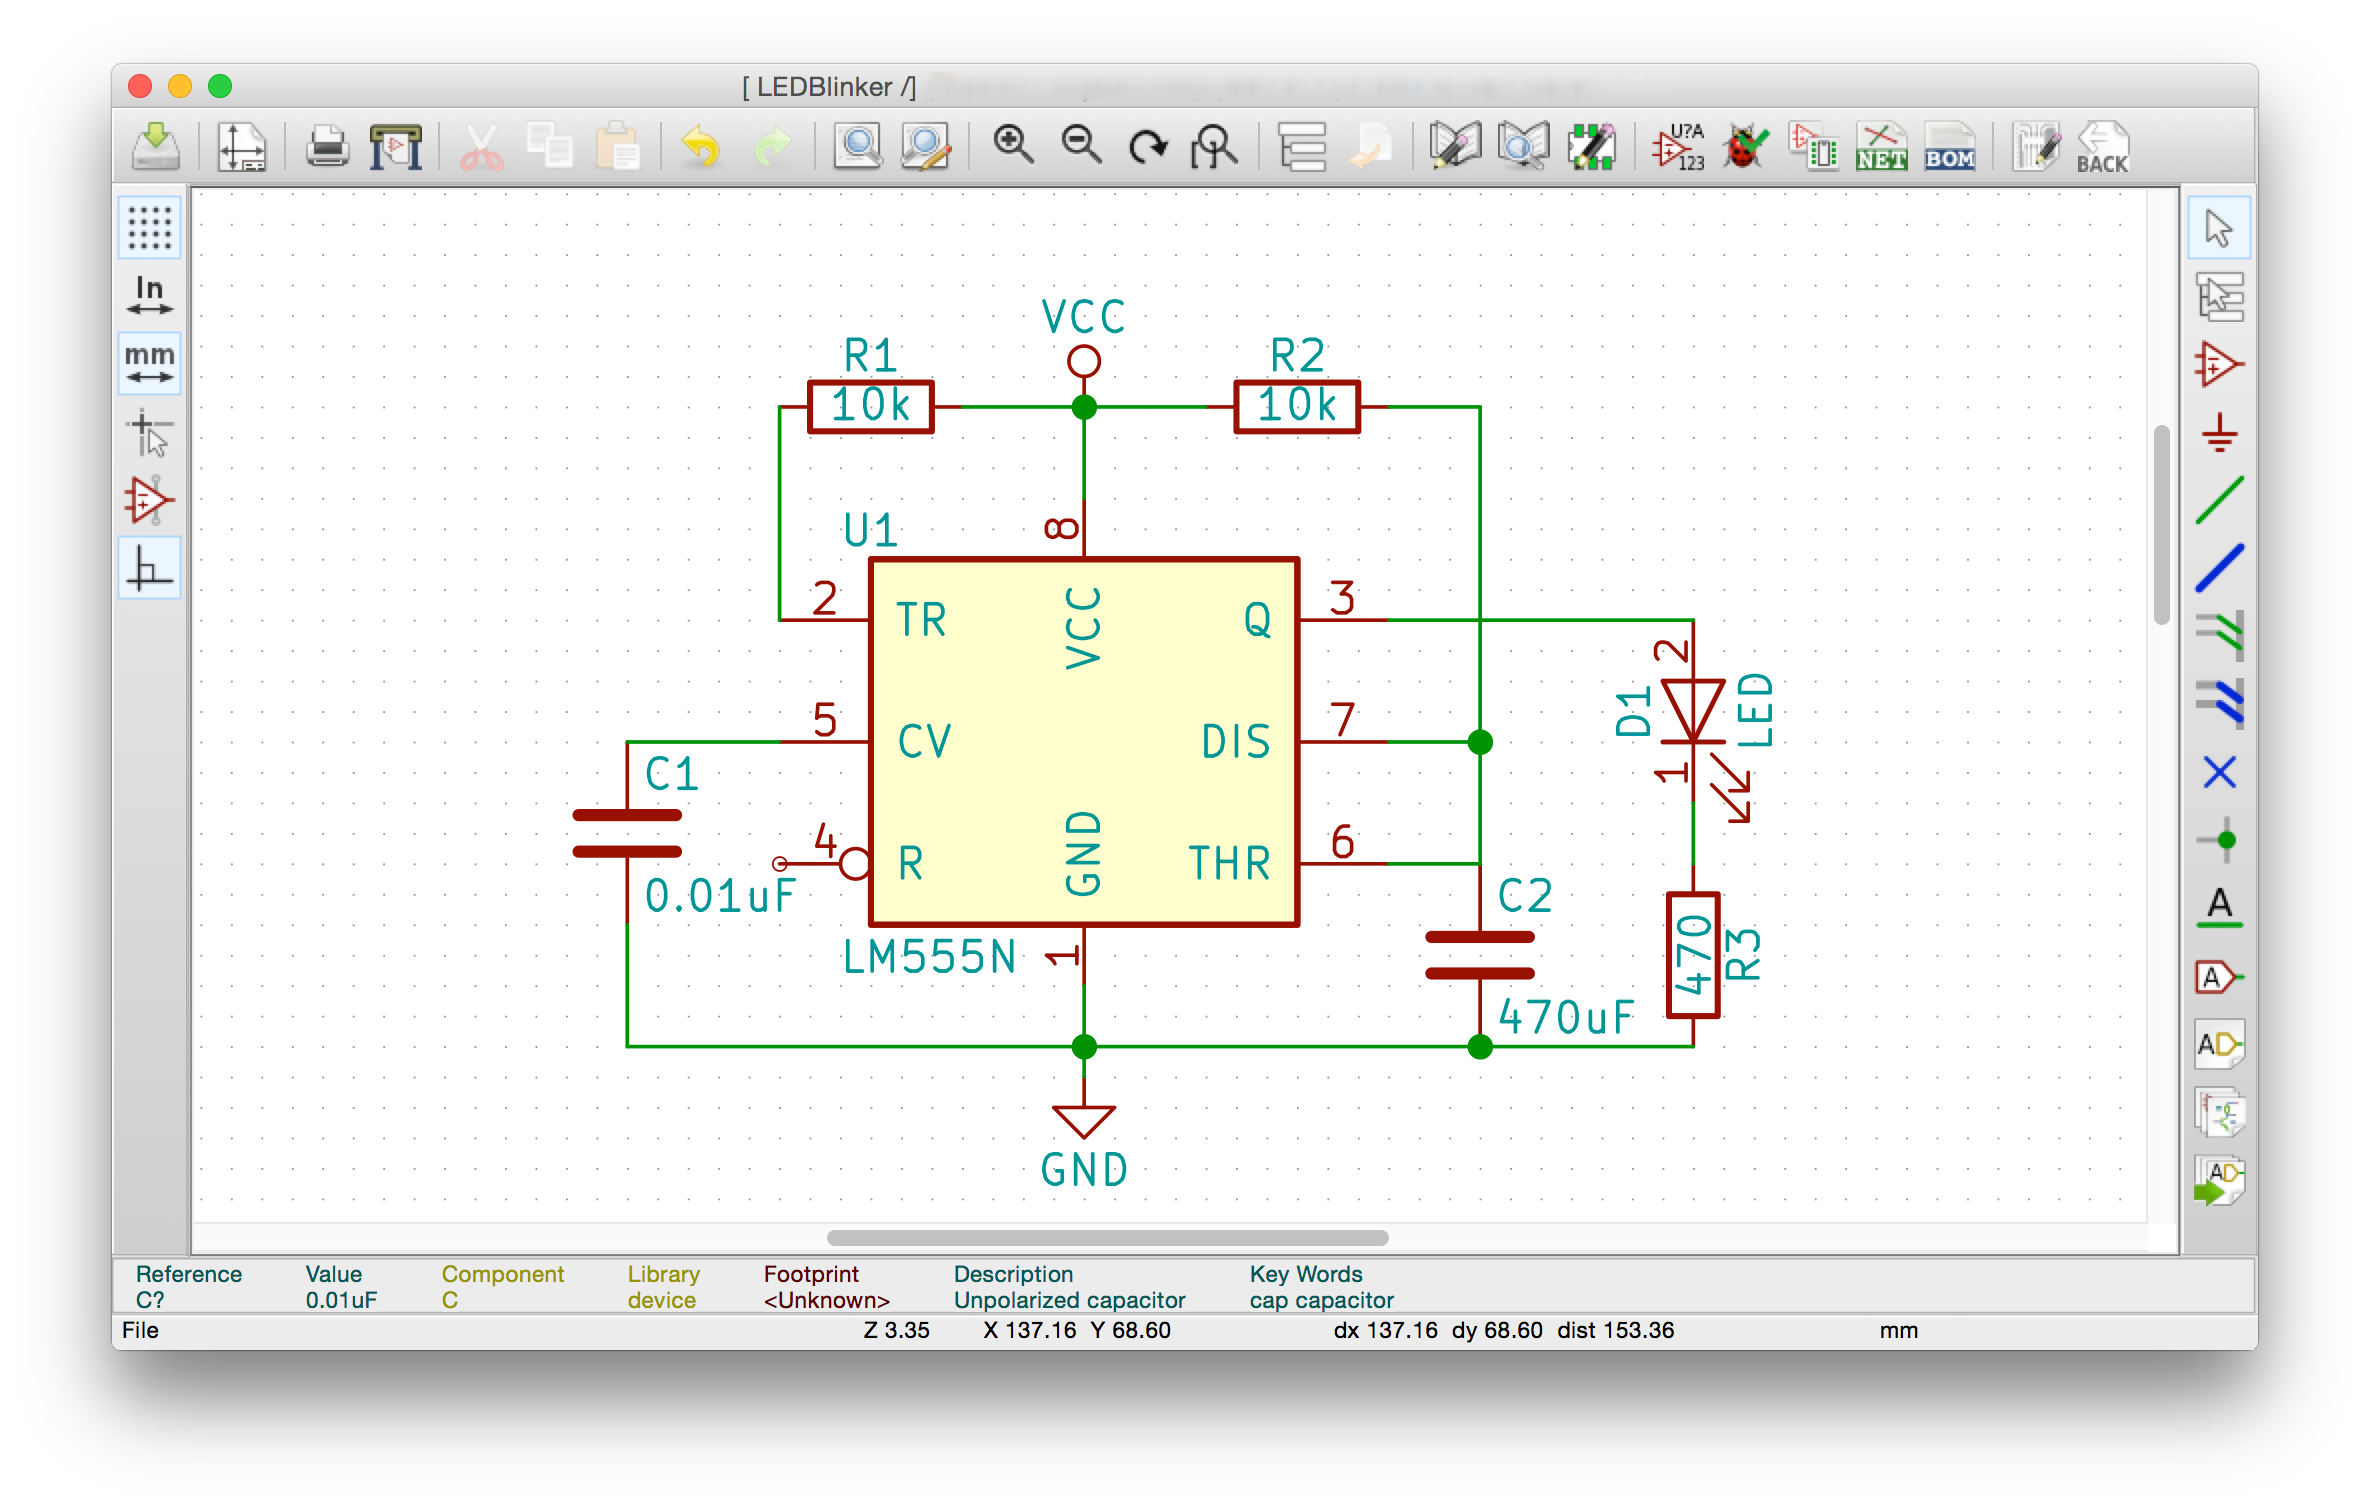 [ LEDBlinker /]
U?A
123
NET
BOM
BACK
In
mm
VCC
R1
10k
R2
10k
U1
8
2
TR
VCC
Q
3
2
D1
LED
1
5
CV
DIS
7
C1
0.01uF
4
R
GND
THR
6
C2
470uF
470
R3
LM555N
1
GND
A
A
AD
AD
Reference Value Component Library Footprint Description Key Words
C? 0.01uF C device <Unknown> Unpolarized capacitor cap capacitor
File Z 3.35 X 137.16 Y 68.60 dx 137.16 dy 68.60 dist 153.36 mm